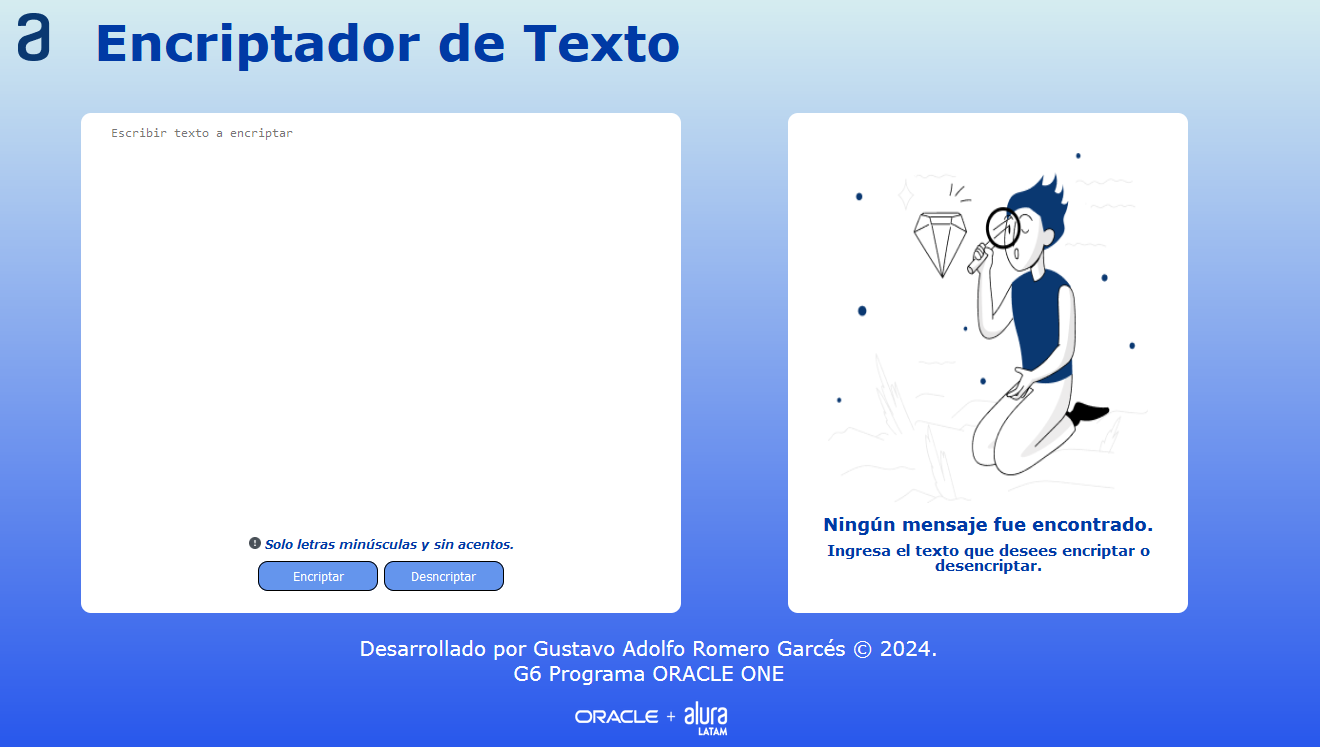 a
Encriptador de Texto
Escribir texto a encriptar
Solo letras minúsculas y sin acentos.
Encriptar
Desncriptar
Ningún mensaje fue encontrado.
Ingresa el texto que desees encriptar o
desencriptar.
Desarrollado por Gustavo Adolfo Romero Garcés © 2024.
G6 Programa ORACLE ONE
ORACLE + alura
LATAM